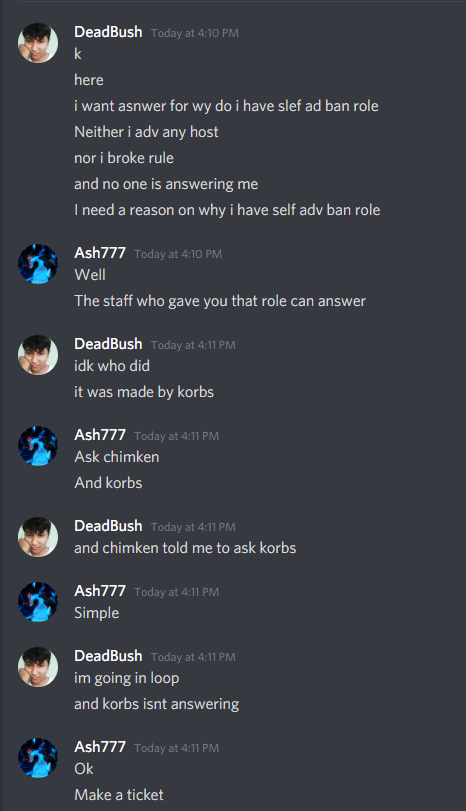 DeadBush Today at 4:10 PM
k
here
i want asnwer for wy do i have slef ad ban role
Neither i adv any host
nor i broke rule
and no one is answering me
I need a reason on why i have self adv ban role
Ash777 Today at 4:10 PM
Well
The staff who gave you that role can answer
DeadBush Today at 4:11 PM
idk who did
it was made by korbs
Ash777 Today at 4:11 PM
Ask chimken
And korbs
DeadBush Today at 4:11 PM
and chimken told me to ask korbs
Ash777 Today at 4:11 PM
Simple
DeadBush Today at 4:11 PM
im going in loop
and korbs isnt answering
Ash777 Today at 4:11 PM
Ok
Make a ticket